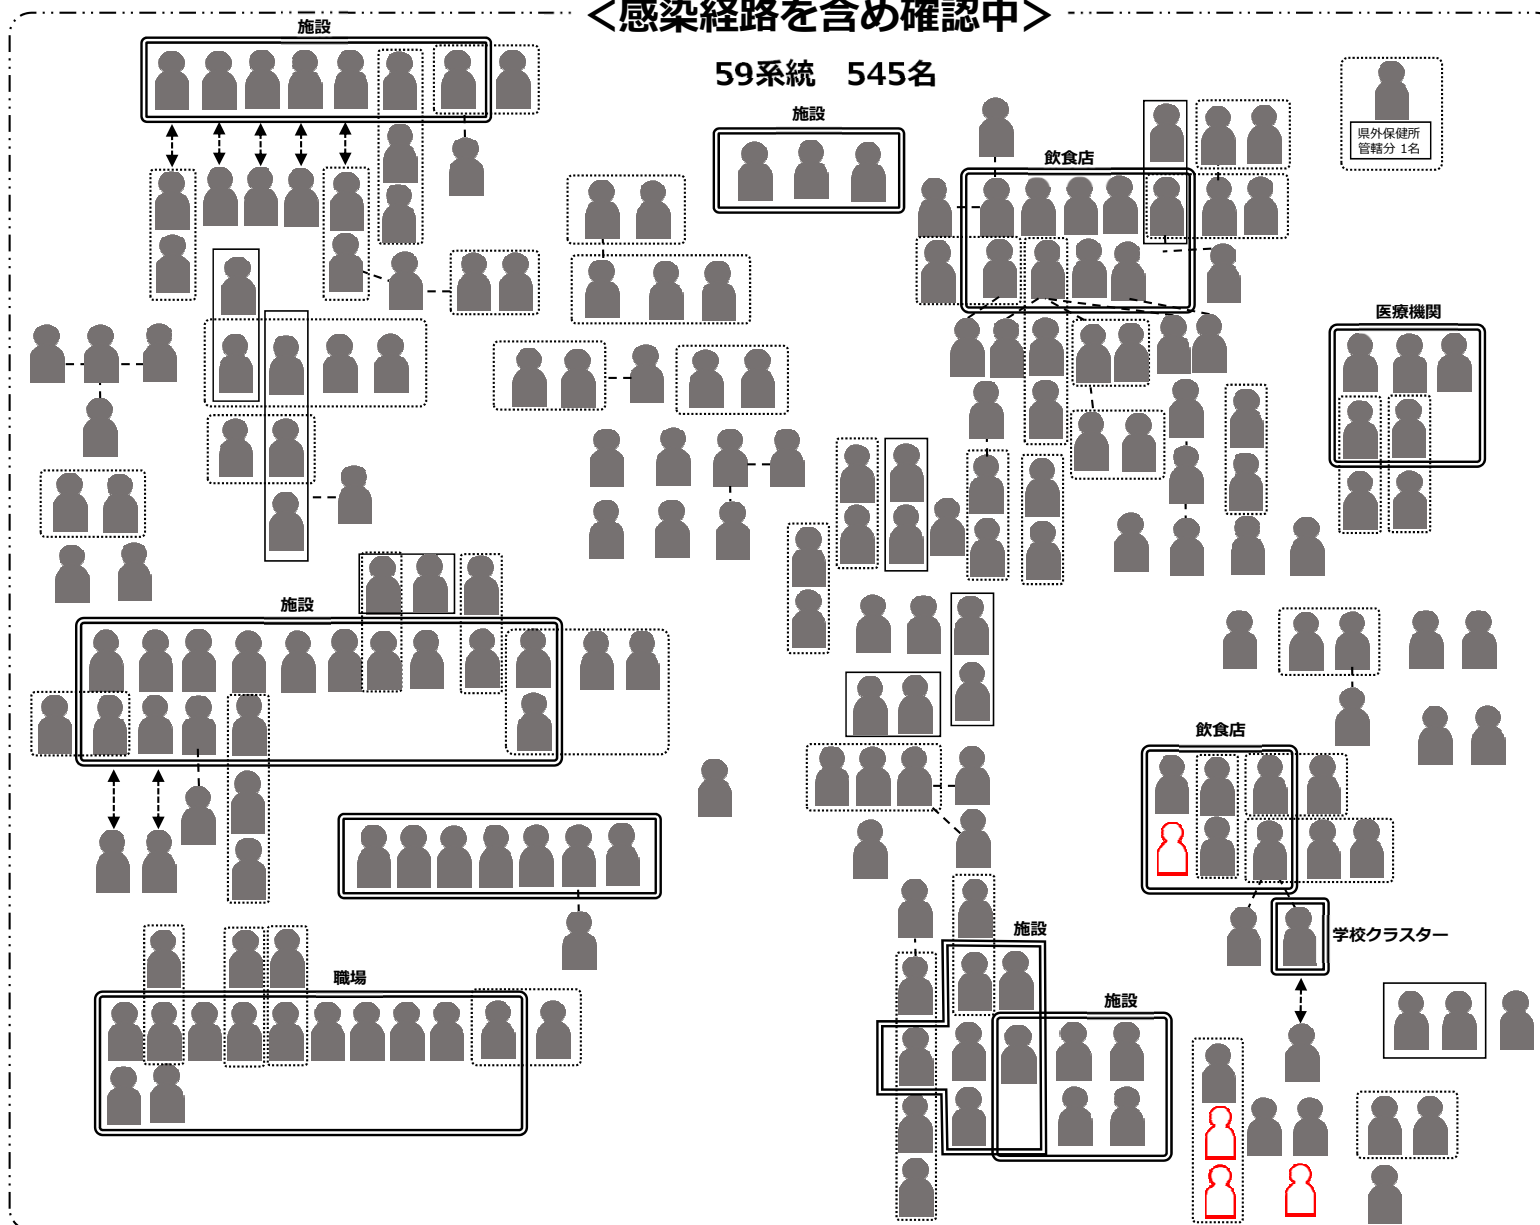 <感染経路を含め確認中>
施設
59系統 545名
施設
飲食店
県外保健所
管轄分 1名
医療機関
施設
飲食店
学校クラスター
施設
職場
施設